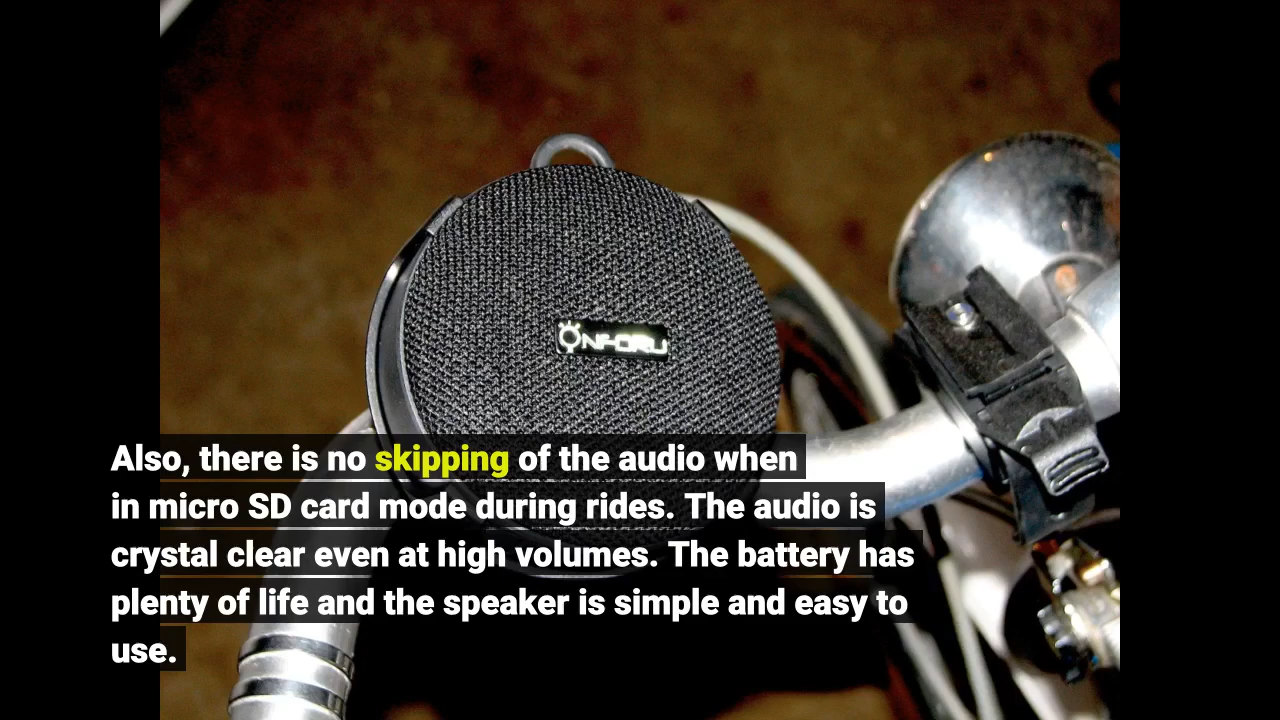 ONFORU
Also, there is no skipping of the audio when
in micro SD card mode during rides. The audio is
crystal clear even at high volumes. The battery has
plenty of life and the speaker is simple and easy to
use.